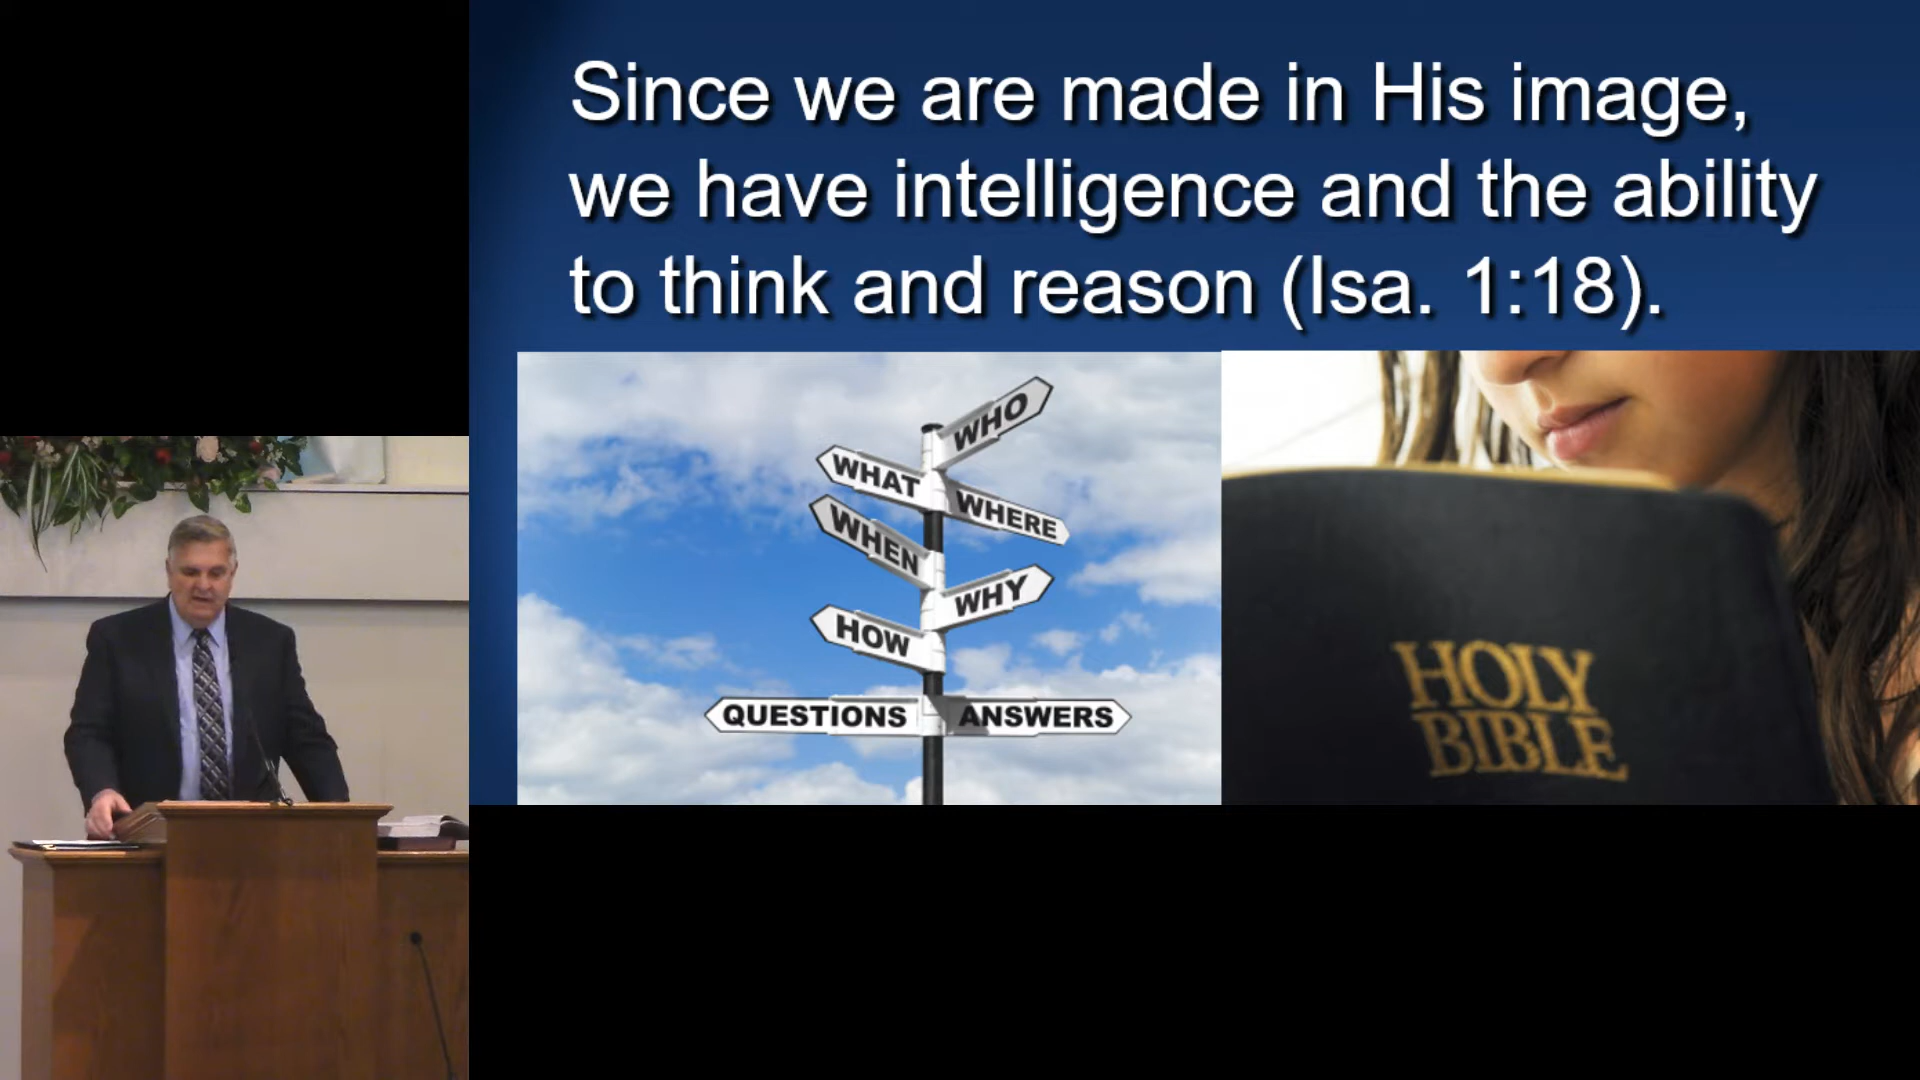 Since we are made in His image,
we have intelligence and the ability
to think and reason (Isa. 1:18).
WHO
WHAT
WHERE
WHEN
WHY
HOW
QUESTIONS ANSWERS
HOLY
BIBLE